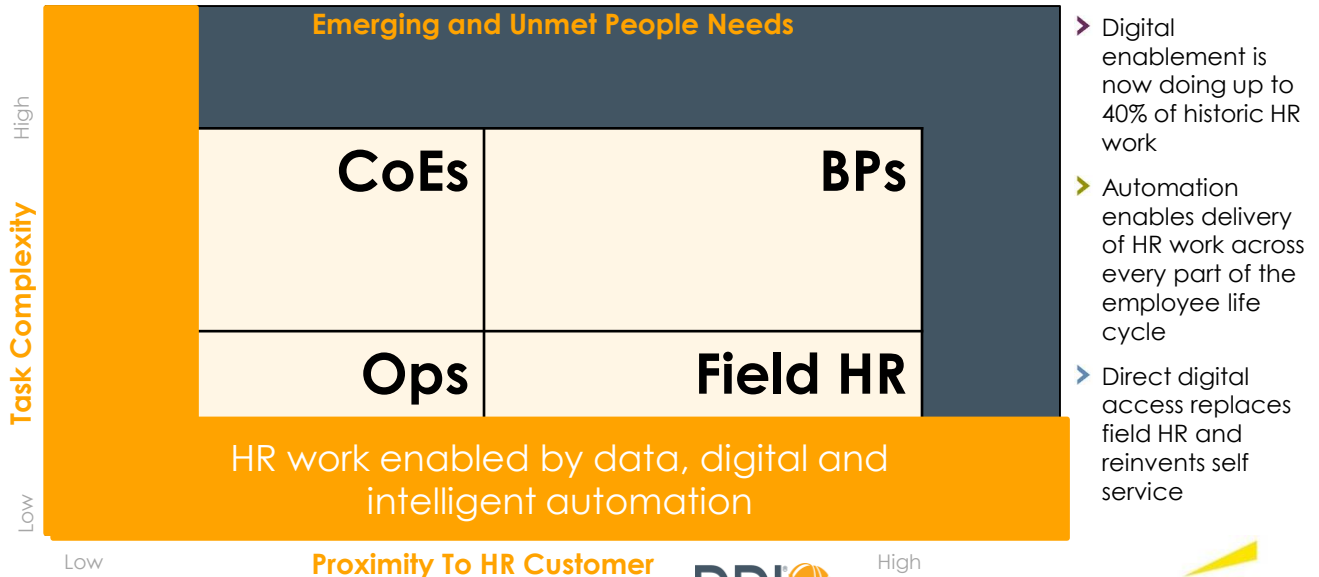 Emerging and Unmet People Needs
High
Task Complexity
Low
CoEs
BPs
Ops
Field HR
HR work enabled by data, digital and
intelligent automation
Low
Proximity To HR Customer
High
Digital
enablement is
now doing up to
40% of historic HR
work
Automation
enables delivery
of HR work across
every part of the
employee life
cycle
Direct digital
access replaces
field HR and
reinvents self
service